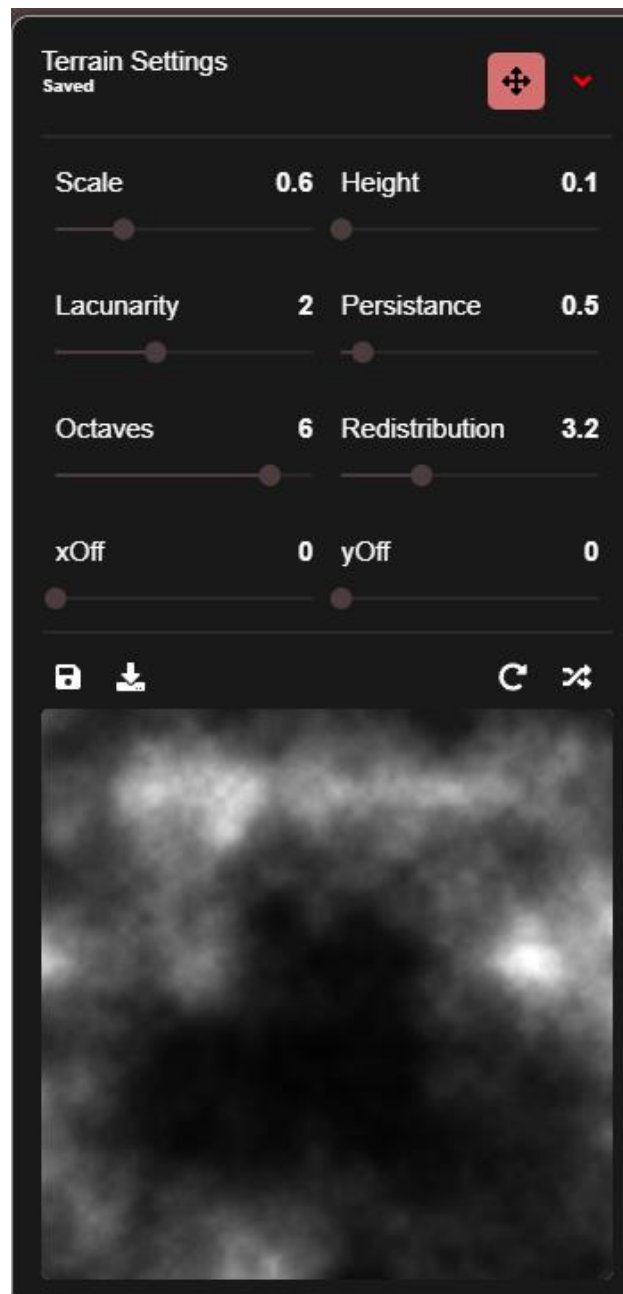 Terrain Settings
Saved
Scale 0.6 Height 0.1
Lacunarity 2 Persistance 0.5
Octaves 6 Redistribution 3.2
xOff 0 yOff 0